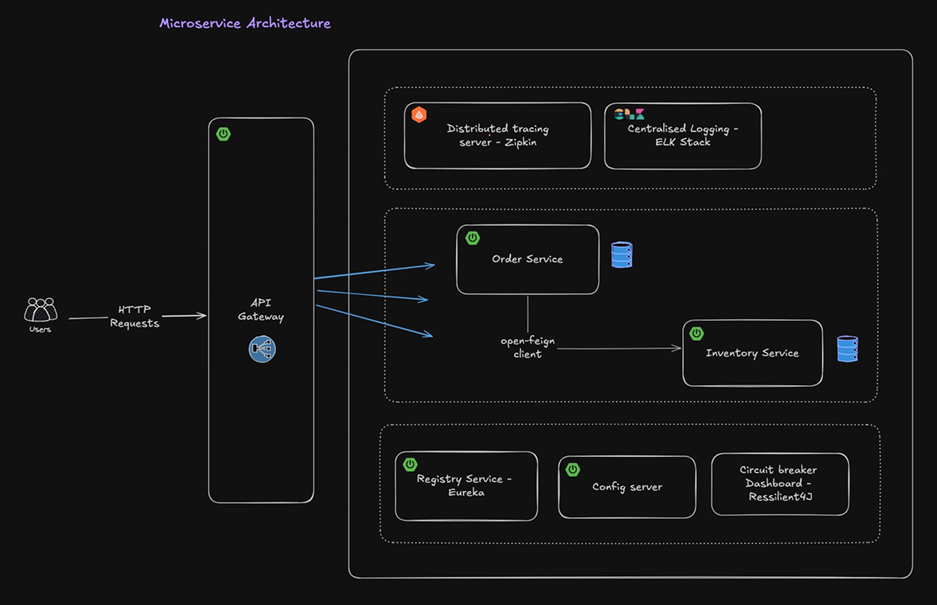 Microservice Architecture
Distributed tracing
server - Zipkin
Centralised Logging -
ELK Stack
Order Service
API
Gateway
HTTP
Requests
Users
open-feign
client
Inventory Service
Registry Service -
Eureka
Config server
Circuit breaker
Dashboard -
Ressilient4J